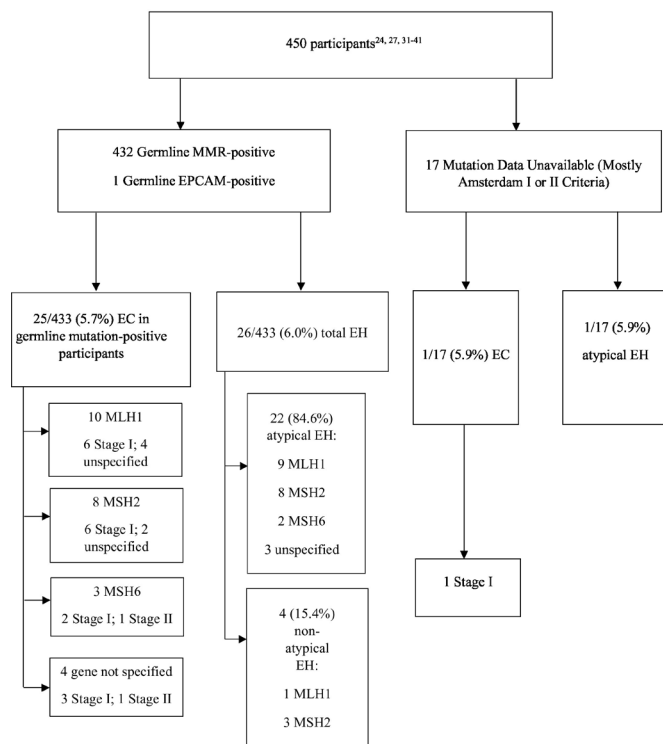 450 participants24, 27, 31-41
432 Germline MMR-positive
1 Germline EPCAM-positive
17 Mutation Data Unavailable (Mostly
Amsterdam I or II Criteria)
25/433 (5.7%) EC in
germline mutation-positive
participants
26/433 (6.0%) total EH
1/17 (5.9%) EC
1/17 (5.9%)
atypical EH
10 MLH1
6 Stage I; 4
unspecified
8 MSH2
6 Stage I; 2
unspecified
3 MSH6
2 Stage I; 1 Stage II
4 gene not specified
3 Stage I; 1 Stage II
22 (84.6%)
atypical EH:
9 MLH1
8 MSH2
2 MSH6
3 unspecified
4 (15.4%)
non-
atypical EH:
1 MLH1
3 MSH2
1 Stage I